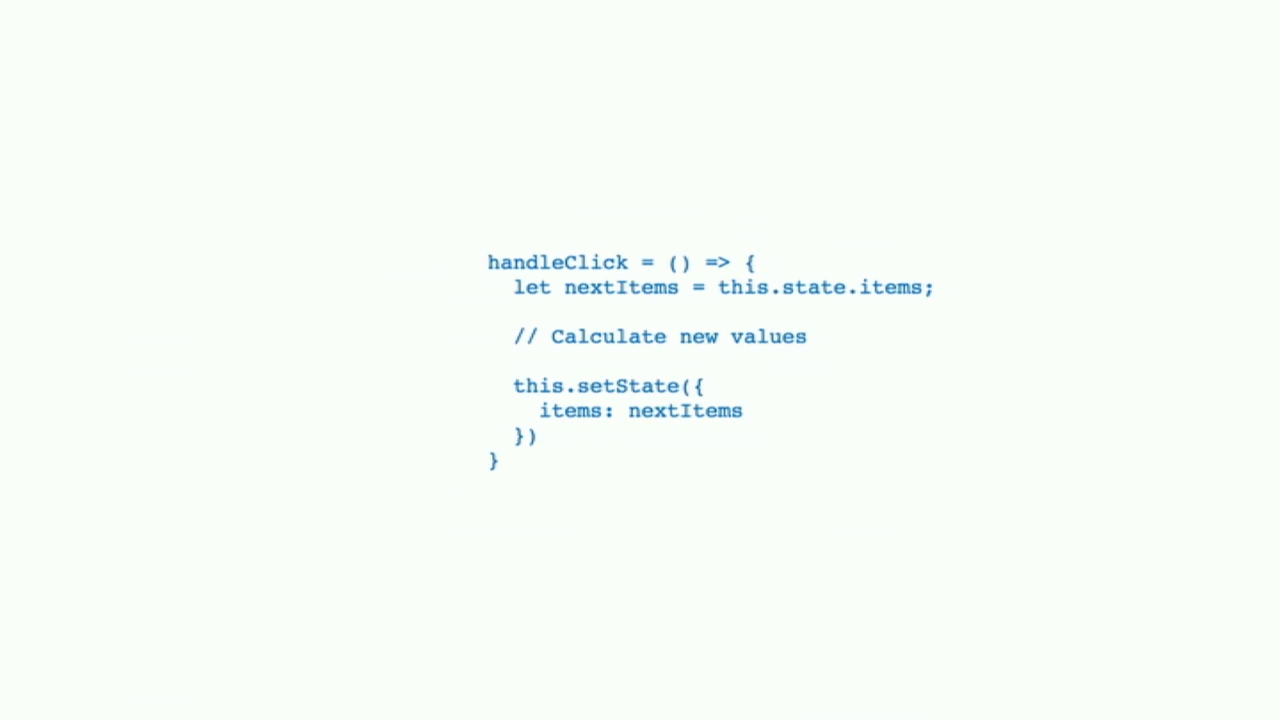 handleClick = () => {
  let nextItems = this.state.items;

  // Calculate new values

  this.setState({
    items: nextItems
  })
}